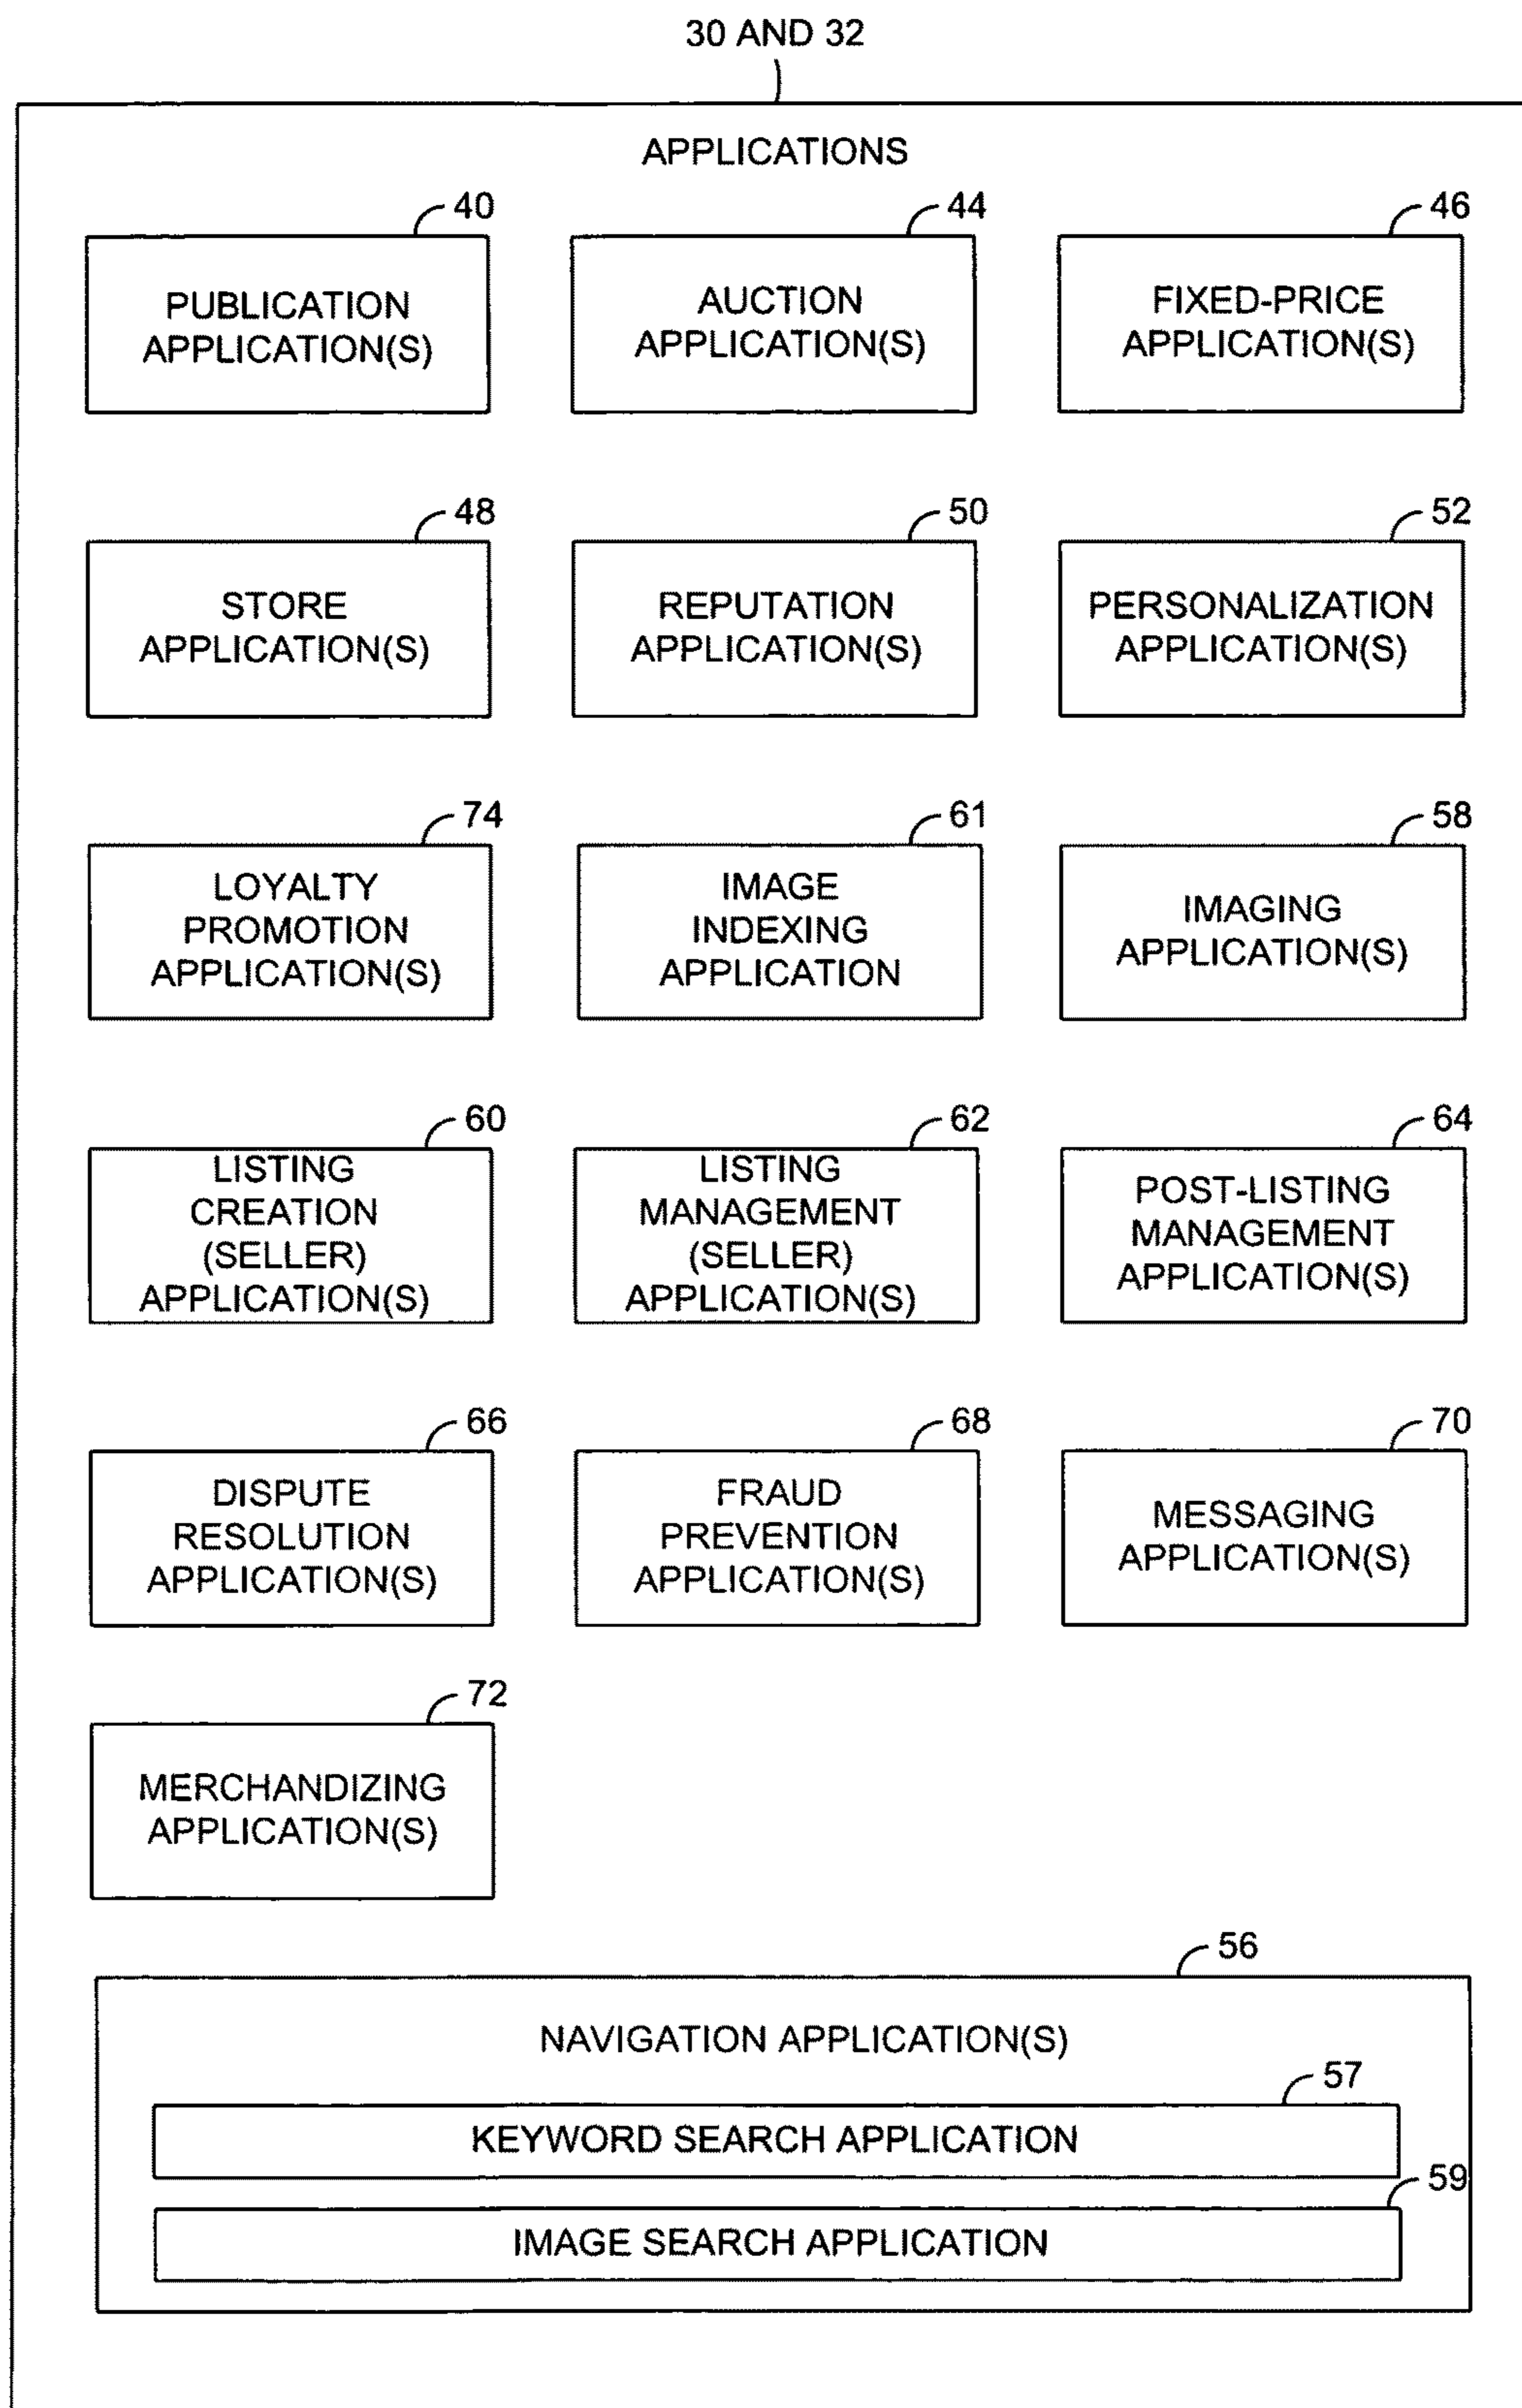 30 AND 32
APPLICATIONS
40
PUBLICATION
APPLICATION(S)
44
AUCTION
APPLICATION(S)
46
FIXED-PRICE
APPLICATION(S)
48
STORE
APPLICATION(S)
50
REPUTATION
APPLICATION(S)
52
PERSONALIZATION
APPLICATION(S)
74
LOYALTY
PROMOTION
APPLICATION(S)
61
IMAGE
INDEXING
APPLICATION
58
IMAGING
APPLICATION(S)
60
LISTING
CREATION
(SELLER)
APPLICATION(S)
62
LISTING
MANAGEMENT
(SELLER)
APPLICATION(S)
64
POST-LISTING
MANAGEMENT
APPLICATION(S)
66
DISPUTE
RESOLUTION
APPLICATION(S)
68
FRAUD
PREVENTION
APPLICATION(S)
70
MESSAGING
APPLICATION(S)
72
MERCHANDIZING
APPLICATION(S)
56
NAVIGATION APPLICATION(S)
57
KEYWORD SEARCH APPLICATION
59
IMAGE SEARCH APPLICATION